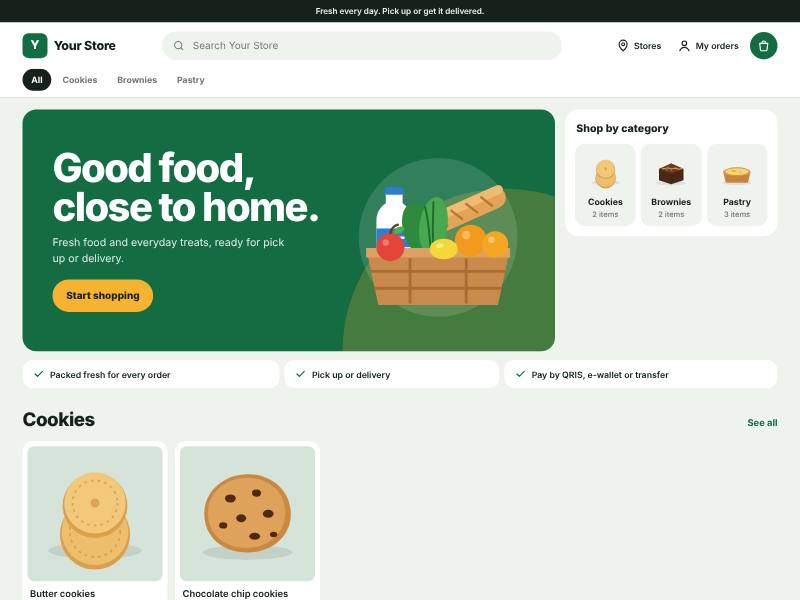 Fresh every day. Pick up or get it delivered.
Y
Your Store
Search Your Store
Stores
My orders
All
Cookies
Brownies
Pastry
Good food,
close to home.
Fresh food and everyday treats, ready for pick
up or delivery.
Start shopping
Shop by category
Cookies
2 items
Brownies
2 items
Pastry
3 items
Packed fresh for every order
Pick up or delivery
Pay by QRIS, e-wallet or transfer
Cookies
See all
Butter cookies
Chocolate chip cookies